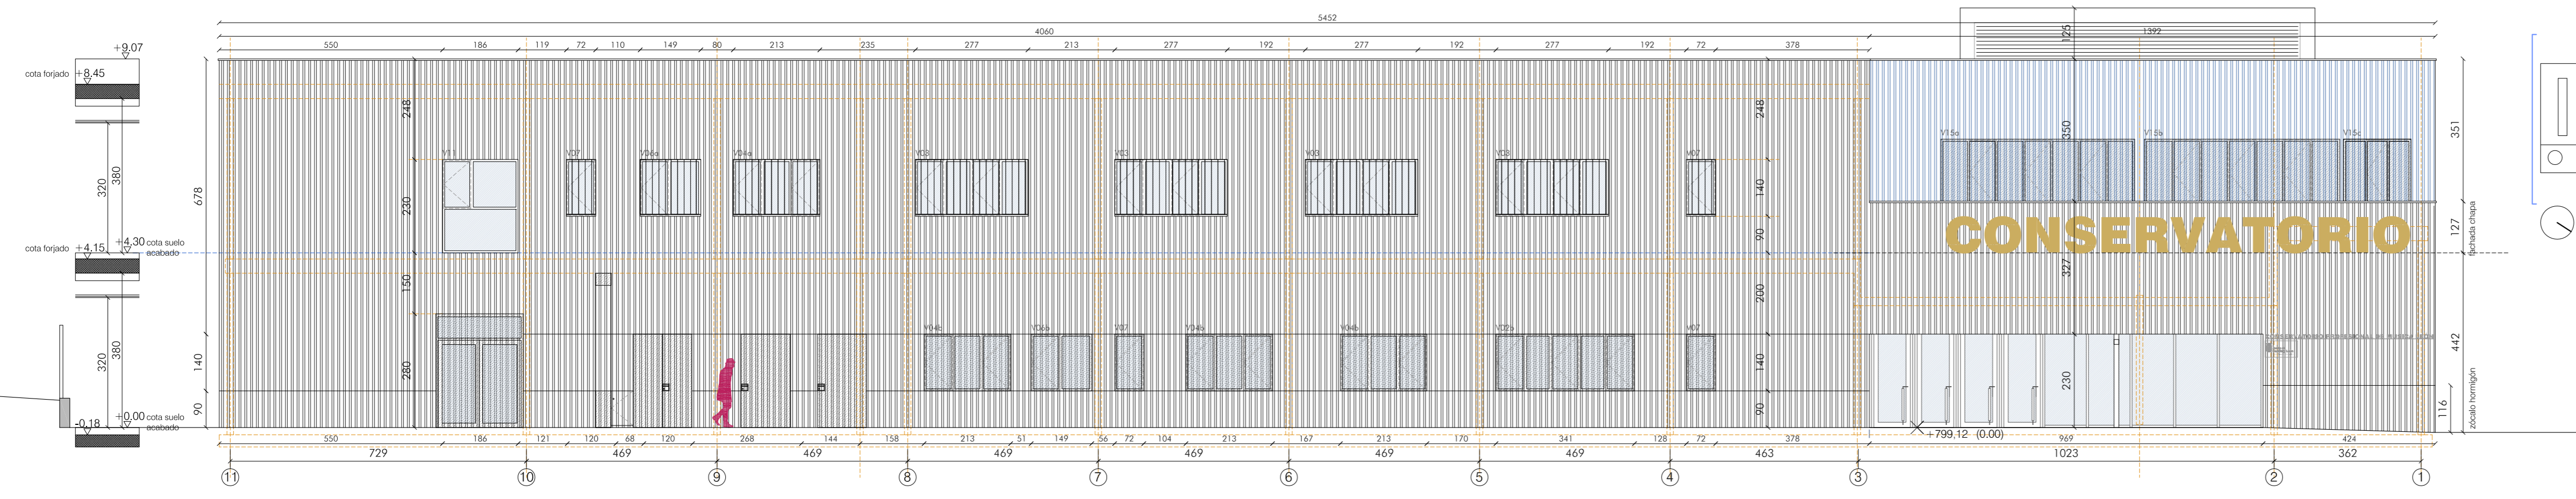 5452
4060
1392
550 186 119 72 110 149 80 213 235 277 213 277 192 277 192 277 192 72 378
125
+9.07
cota forjado +8.45
248
248
350
351
V11 V07 V06a V04a V03 V03 V03 V03 V07
V15a V15b V15c
320
380
678
230
140
90
CONSERVATORIO
127
fachada chapa
cota forjado +4.15
+4.30 cota suelo
acabado
150
200
327
V04b V06b V07 V04b V04b V02b V07
320
380
140
280
140
230
442
90
90
116
zócalo hormigón
-0.18
+0.00 cota suelo
acabado
+799,12 (0.00)
550 186 121 120 68 120 268 144 158 213 51 149 56 72 104 213 167 213 170 341 128 72 378 969 424
729 469 469 469 469 469 469 469 463 1023 362
11 10 9 8 7 6 5 4 3 2 1